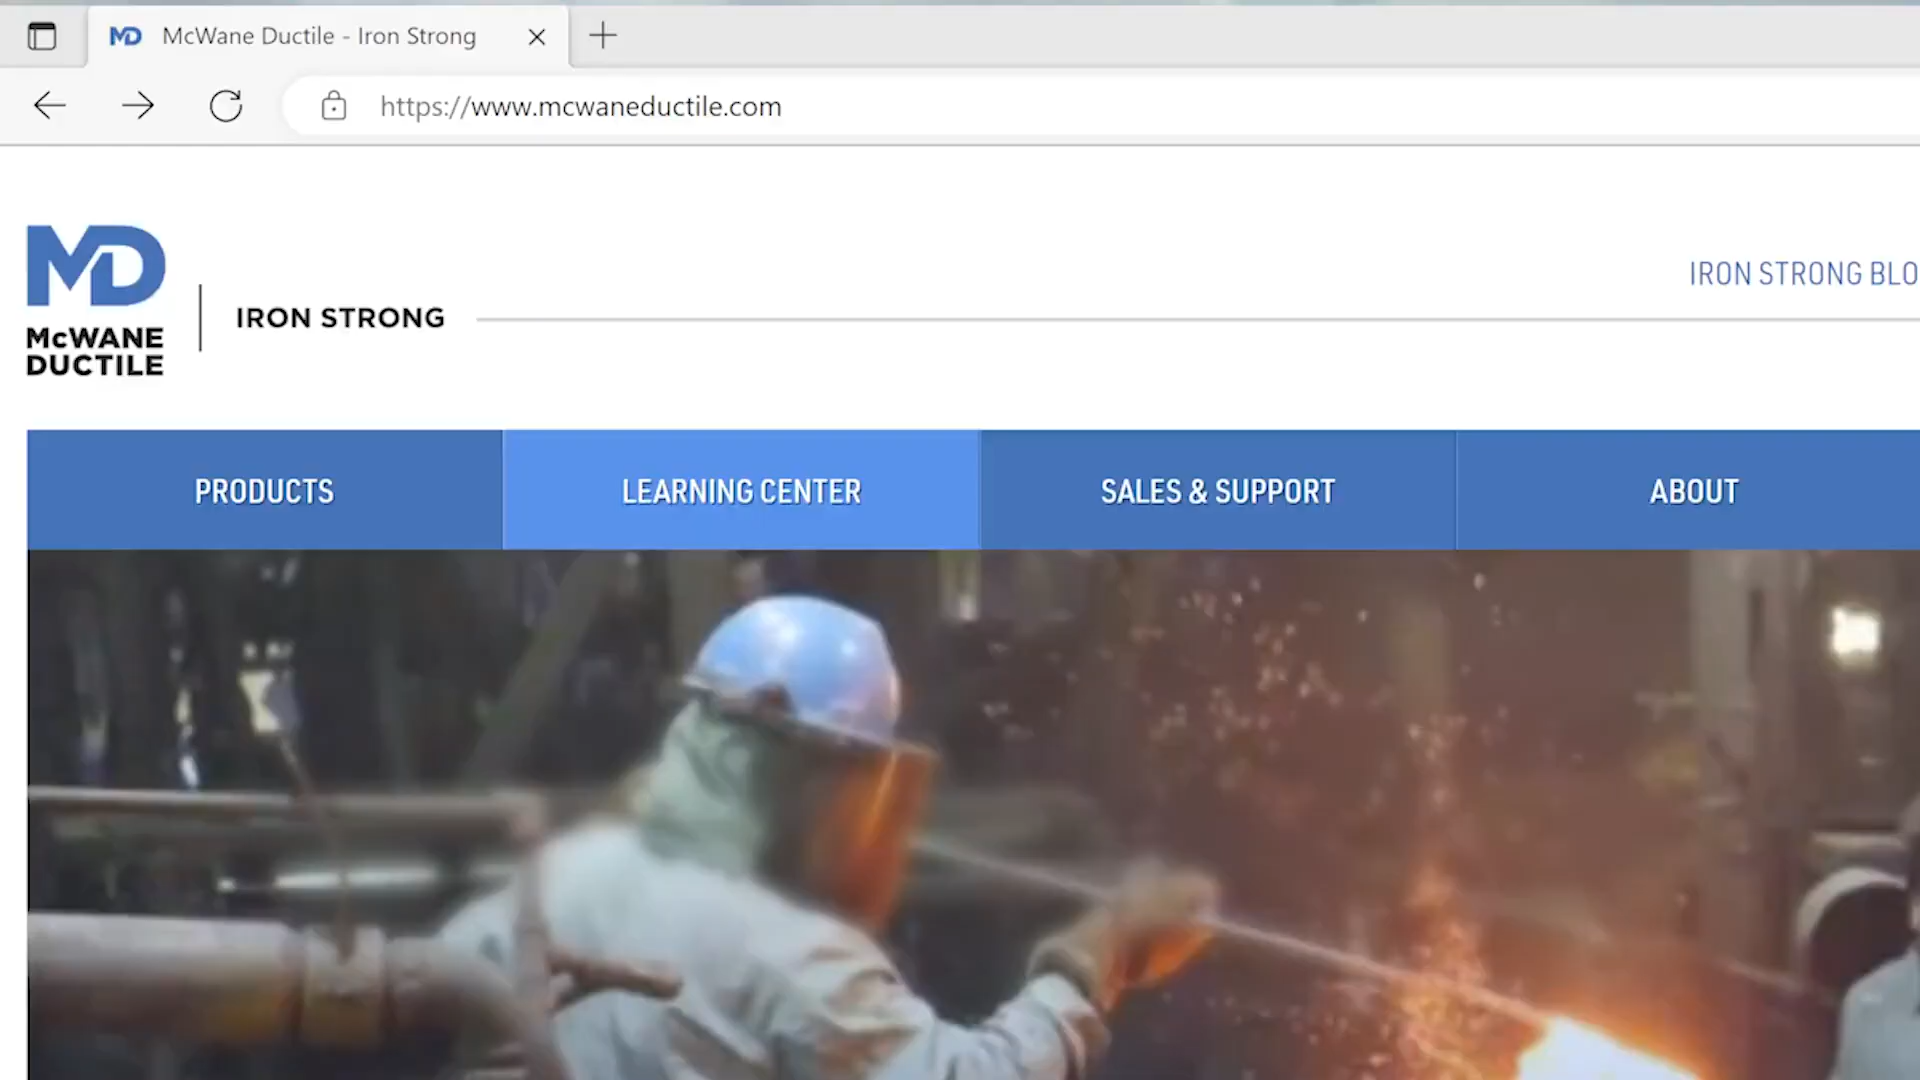 McWane Ductile - Iron Strong
https://www.mcwaneductile.com
MD
McWANE
DUCTILE
IRON STRONG
IRON STRONG BLO
PRODUCTS
LEARNING CENTER
SALES & SUPPORT
ABOUT